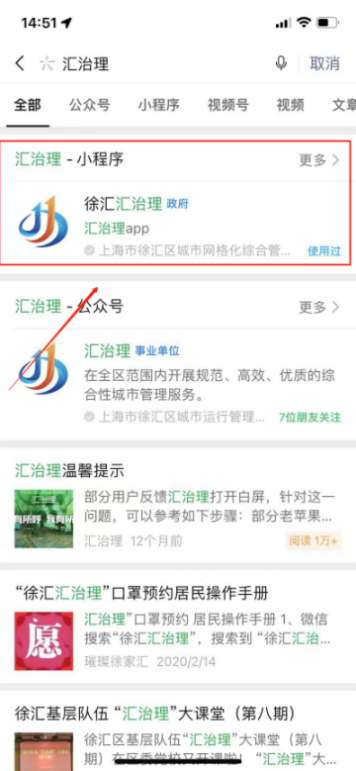 14:51
汇治理
取消
全部 公众号 小程序 视频号 视频 文章
汇治理 - 小程序 更多
徐汇汇治理 政府
汇治理app
上海市徐汇区城市网格化综合管... 使用过
汇治理 - 公众号 更多
汇治理 事业单位
在全区范围内开展规范、高效、优质的综
合性城市管理服务。
上海市徐汇区城市运行管理... 7位朋友关注
汇治理温馨提示
部分用户反馈汇治理打开白屏，针对这一
问题，可以参考如下步骤：部分老苹果...
汇治理 12个月前 阅读 1万+
“徐汇汇治理”口罩预约居民操作手册
愿
汇治理”口罩预约 居民操作手册 1、微信
搜索“徐汇汇治理”，搜索到 “徐汇汇治...
璀璨徐家汇 2020/2/14
徐汇基层队伍 “汇治理”大课堂（第八期）
徐汇区基层队伍 “汇治理”大课堂（第八
期）在区委党校又开课啦！ “汇治理”大...